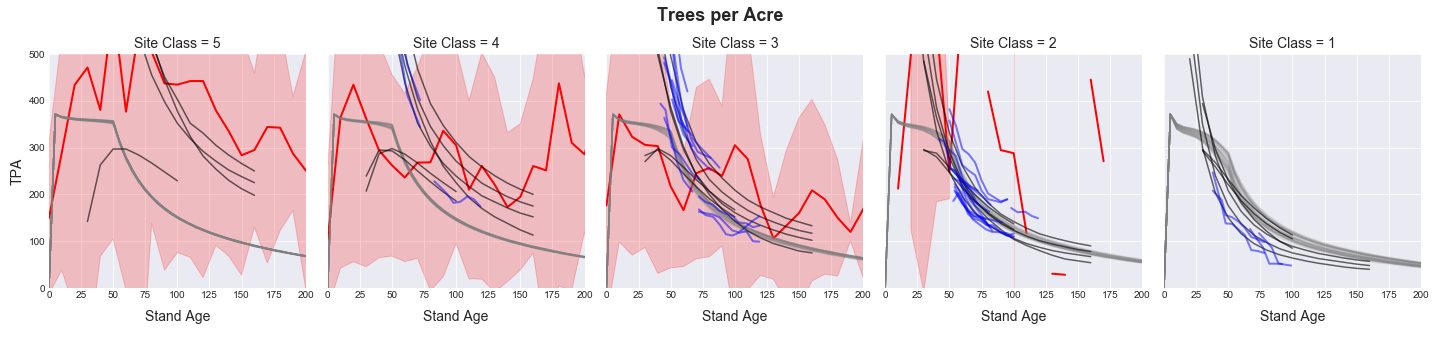 Trees per Acre
Site Class = 5
Site Class = 4
Site Class = 3
Site Class = 2
Site Class = 1
500
400
300
200
100
0
TPA
0 25 50 75 100 125 150 175 200
0 25 50 75 100 125 150 175 200
0 25 50 75 100 125 150 175 200
0 25 50 75 100 125 150 175 200
0 25 50 75 100 125 150 175 200
Stand Age
Stand Age
Stand Age
Stand Age
Stand Age